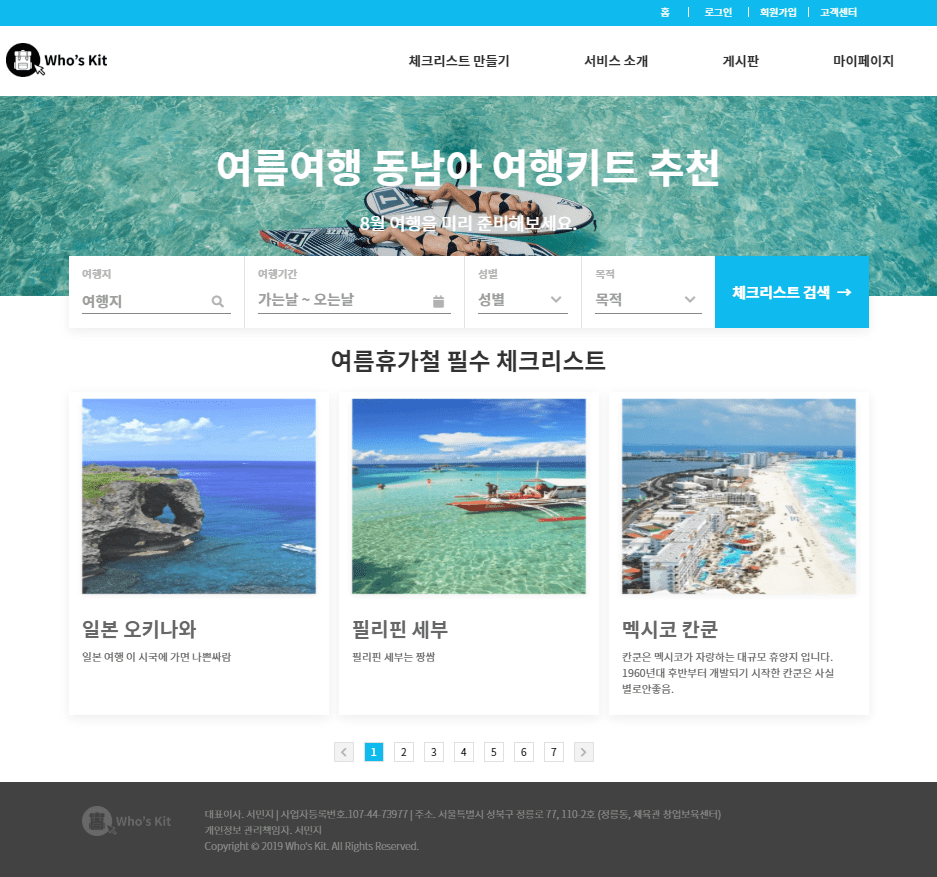 홈 | 로그인 | 회원가입 | 고객센터
Who's Kit
체크리스트 만들기 서비스 소개 게시판 마이페이지
여름여행 동남아 여행키트 추천
8월 여행을 미리 준비해보세요.
여행지 여행기간 성별 목적
여행지 가는날 ~ 오는날 성별 목적 체크리스트 검색 →
여름휴가철 필수 체크리스트
일본 오키나와
일본 여행 이 시국에 가면 나쁜싸람
필리핀 세부
필리핀 세부는 짱쌈
멕시코 칸쿤
칸군은 멕시코가 자랑하는 대규모 휴양지 입니다.
1960년대 후반부터 개발되기 시작한 칸군은 사실
별로안좋음.
< 1 2 3 4 5 6 7 >
Who's Kit
대표이사. 서민지 | 사업자등록번호.107-44-73977 | 주소. 서울특별시 성북구 정릉로 77, 110-2호 (정릉동, 체육관 창업보육센터)
개인정보 관리책임자. 서민지
Copyright © 2019 Who's Kit. All Rights Reserved.